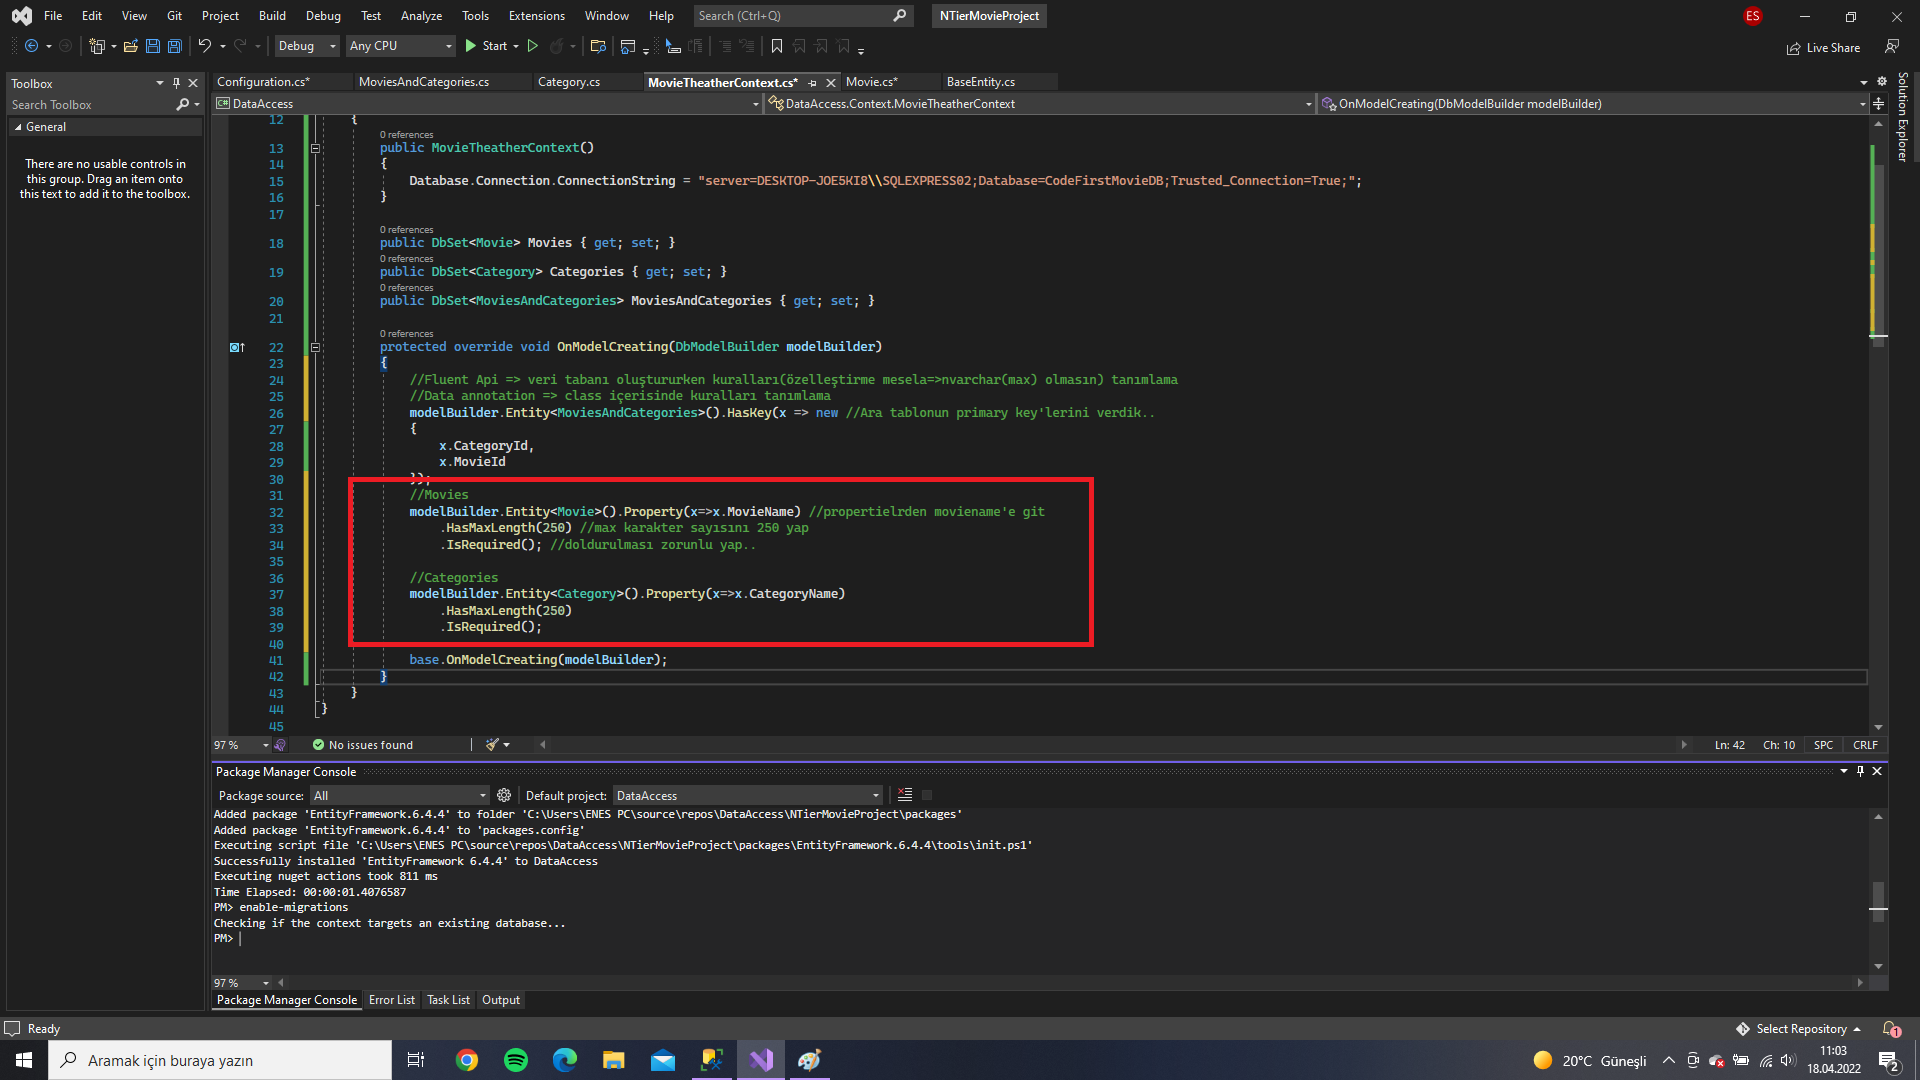 File Edit View Git Project Build Debug Test Analyze Tools Extensions Window Help Search (Ctrl+Q) NTierMovieProject ES
Debug Any CPU Start Live Share
Toolbox
Search Toolbox
General
There are no usable controls in
this group. Drag an item onto
this text to add it to the toolbox.
Configuration.cs* MoviesAndCategories.cs Category.cs MovieTheatherContext.cs* Movie.cs* BaseEntity.cs
DataAccess DataAccess.Context.MovieTheatherContext OnModelCreating(DbModelBuilder modelBuilder)
Solution Explorer
12 {
0 references
13 public MovieTheatherContext()
14 {
15 Database.Connection.ConnectionString = "server=DESKTOP-JOE5KI8\\SQLEXPRESS02;Database=CodeFirstMovieDB;Trusted_Connection=True;";
16 }
17
0 references
18 public DbSet<Movie> Movies { get; set; }
0 references
19 public DbSet<Category> Categories { get; set; }
0 references
20 public DbSet<MoviesAndCategories> MoviesAndCategories { get; set; }
21
0 references
22 protected override void OnModelCreating(DbModelBuilder modelBuilder)
23 {
24 //Fluent Api => veri tabanı oluştururken kuralları(özelleştirme mesela=>nvarchar(max) olmasın) tanımlama
25 //Data annotation => class içerisinde kuralları tanımlama
26 modelBuilder.Entity<MoviesAndCategories>().HasKey(x => new //Ara tablonun primary key'lerini verdik..
27 {
28 x.CategoryId,
29 x.MovieId
30 });
31 //Movies
32 modelBuilder.Entity<Movie>().Property(x=>x.MovieName) //propertielrden moviename'e git
33 .HasMaxLength(250) //max karakter sayısını 250 yap
34 .IsRequired(); //doldurulması zorunlu yap..
35
36 //Categories
37 modelBuilder.Entity<Category>().Property(x=>x.CategoryName)
38 .HasMaxLength(250)
39 .IsRequired();
40
41 base.OnModelCreating(modelBuilder);
42 }
43 }
44 }
45
97 % No issues found Ln: 42 Ch: 10 SPC CRLF
Package Manager Console
Package source: All Default project: DataAccess
Added package 'EntityFramework.6.4.4' to folder 'C:\Users\ENES PC\source\repos\DataAccess\NTierMovieProject\packages'
Added package 'EntityFramework.6.4.4' to 'packages.config'
Executing script file 'C:\Users\ENES PC\source\repos\DataAccess\NTierMovieProject\packages\EntityFramework.6.4.4\tools\init.ps1'
Successfully installed 'EntityFramework 6.4.4' to DataAccess
Executing nuget actions took 811 ms
Time Elapsed: 00:00:01.4076587
PM> enable-migrations
Checking if the context targets an existing database...
PM>
97 %
Package Manager Console Error List Task List Output
Ready Select Repository 1
Aramak için buraya yazın 20°C Güneşli 11:03
18.04.2022 2